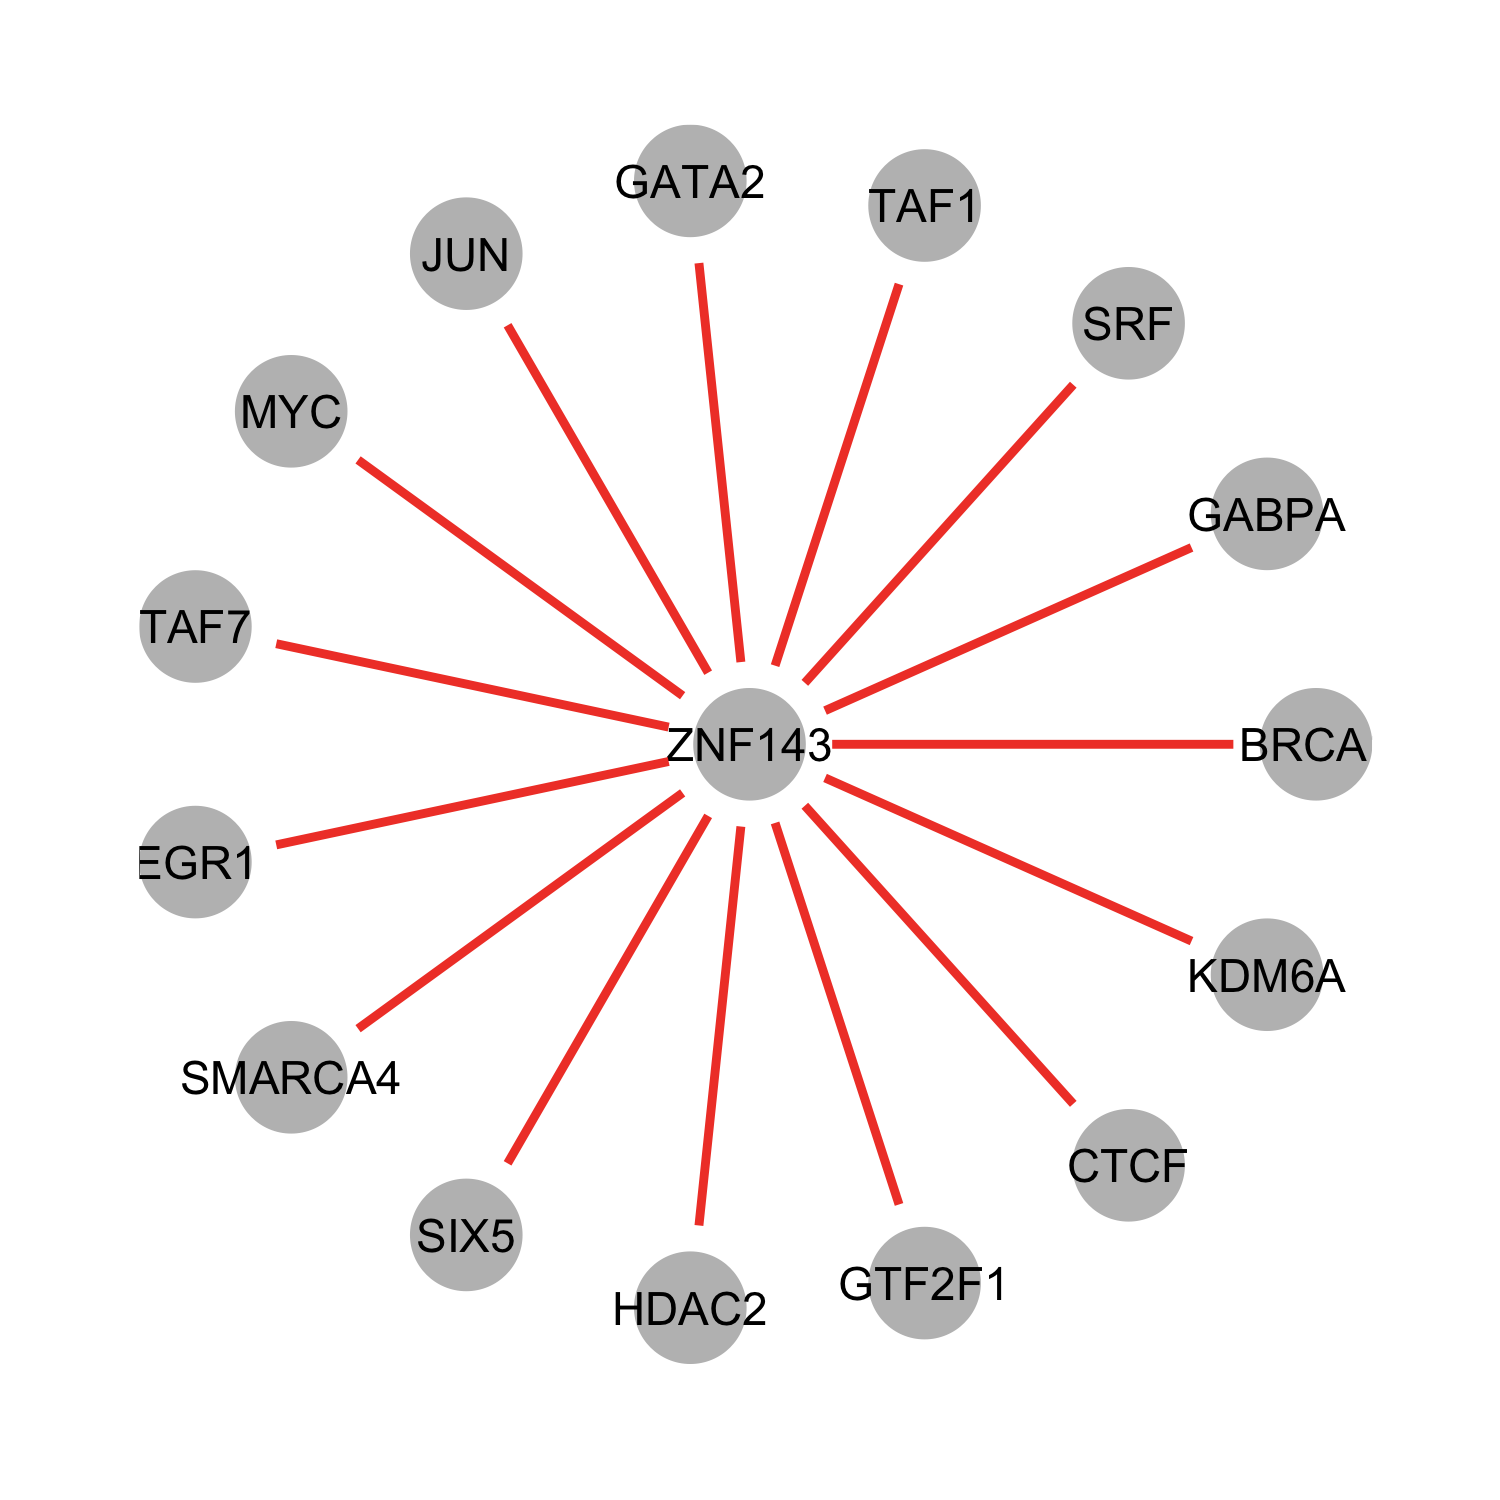 GATA2
TAF1
JUN
SRF
MYC
GABPA
TAF7
ZNF143
BRCA
EGR1
KDM6A
SMARCA4
CTCF
SIX5
GTF2F1
HDAC2